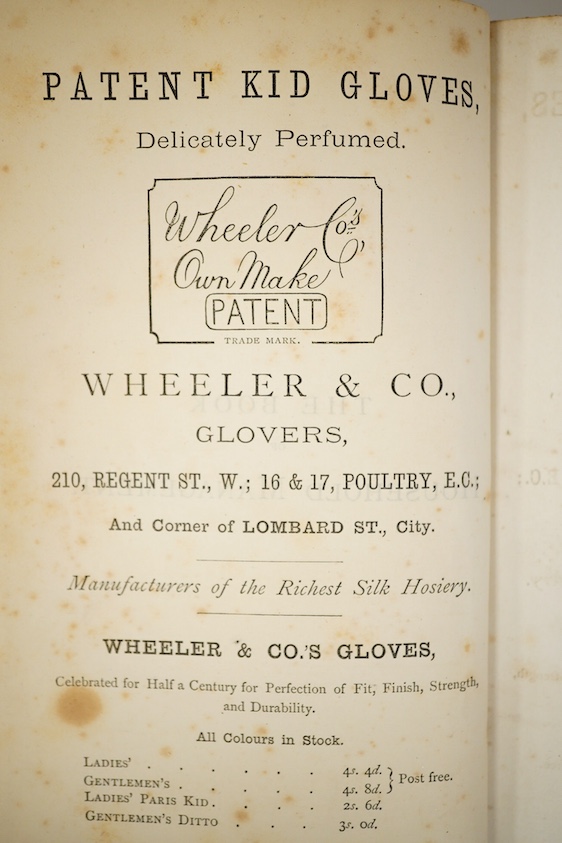 PATENT KID GLOVES,
Delicately Perfumed.
Wheeler Co's
Own Make
PATENT
TRADE MARK.
WHEELER & CO.,
GLOVERS,
210, REGENT ST., W.; 16 & 17, POULTRY, E.C.;
And Corner of LOMBARD ST., City.
Manufacturers of the Richest Silk Hosiery.
WHEELER & CO.'S GLOVES,
Celebrated for Half a Century for Perfection of Fit, Finish, Strength,
and Durability.
All Colours in Stock.
LADIES' . . . . . . 4s. 4d.
GENTLEMEN'S . . . . . 4s. 8d. } Post free.
LADIES' PARIS KID . . . . 2s. 6d.
GENTLEMEN'S DITTO . . . 3s. 0d.